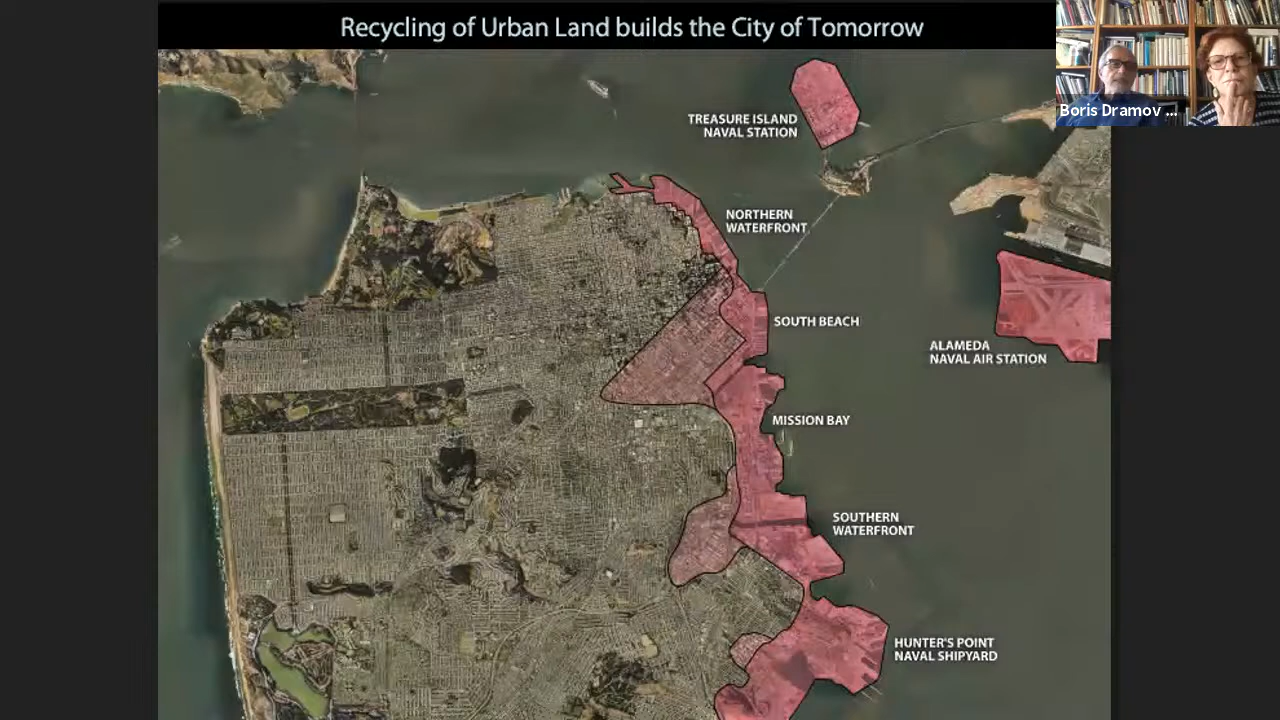 Recycling of Urban Land builds the City of Tomorrow
Boris Dramov ...
TREASURE ISLAND
NAVAL STATION
NORTHERN
WATERFRONT
SOUTH BEACH
ALAMEDA
NAVAL AIR STATION
MISSION BAY
SOUTHERN
WATERFRONT
HUNTER'S POINT
NAVAL SHIPYARD